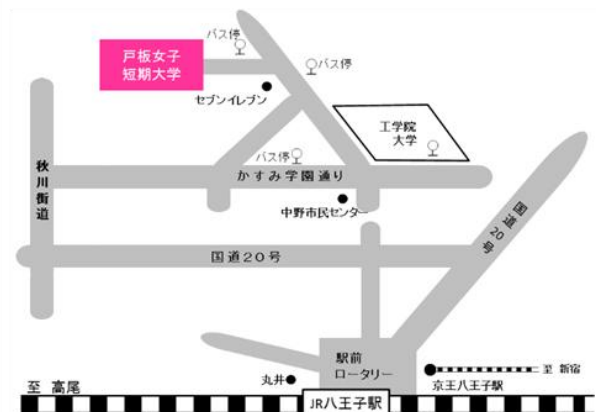 バス停
戸板女子
短期大学
バス停
セブンイレブン
工学院
大学
バス停
かすみ学園通り
秋川街道
中野市民センター
国道20号
国道20号
駅前
ロータリー
丸井
至 新宿
京王八王子駅
至 高尾
JR八王子駅